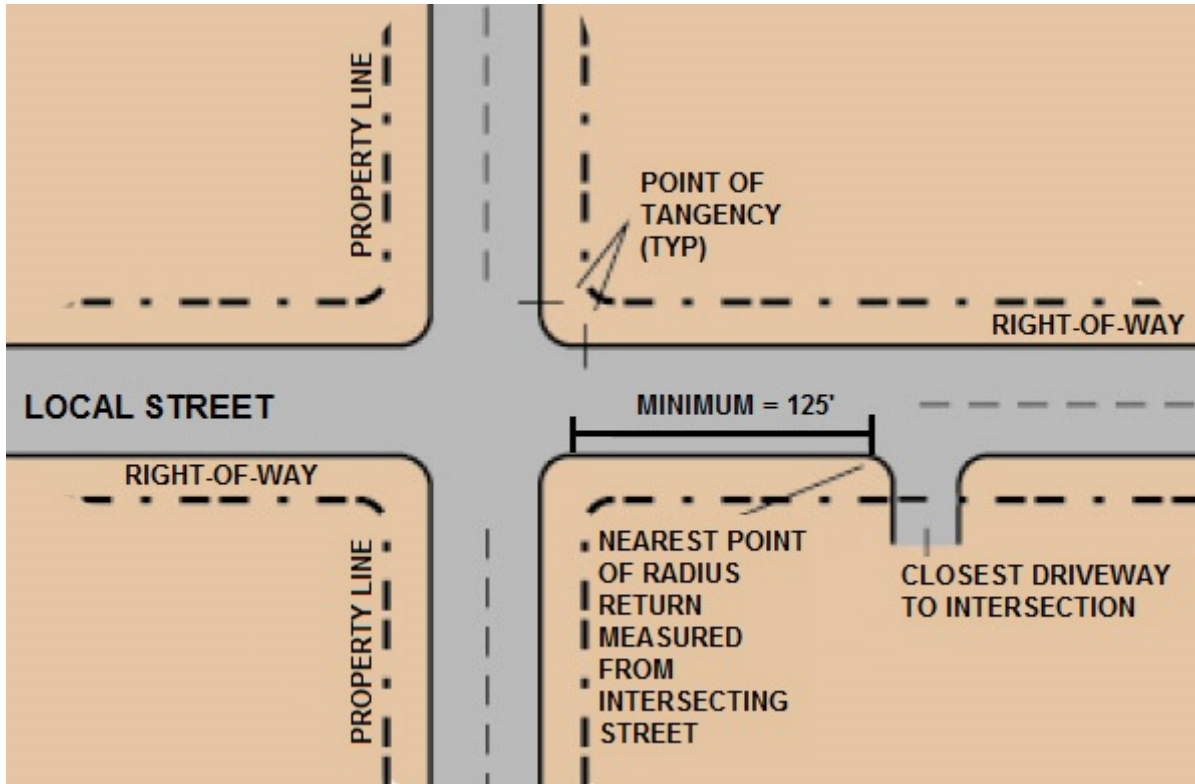 PROPERTY LINE
POINT OF
TANGENCY
(TYP)
RIGHT-OF-WAY
LOCAL STREET
MINIMUM = 125'
RIGHT-OF-WAY
PROPERTY LINE
NEAREST POINT
OF RADIUS
RETURN
MEASURED
FROM
INTERSECTING
STREET
CLOSEST DRIVEWAY
TO INTERSECTION